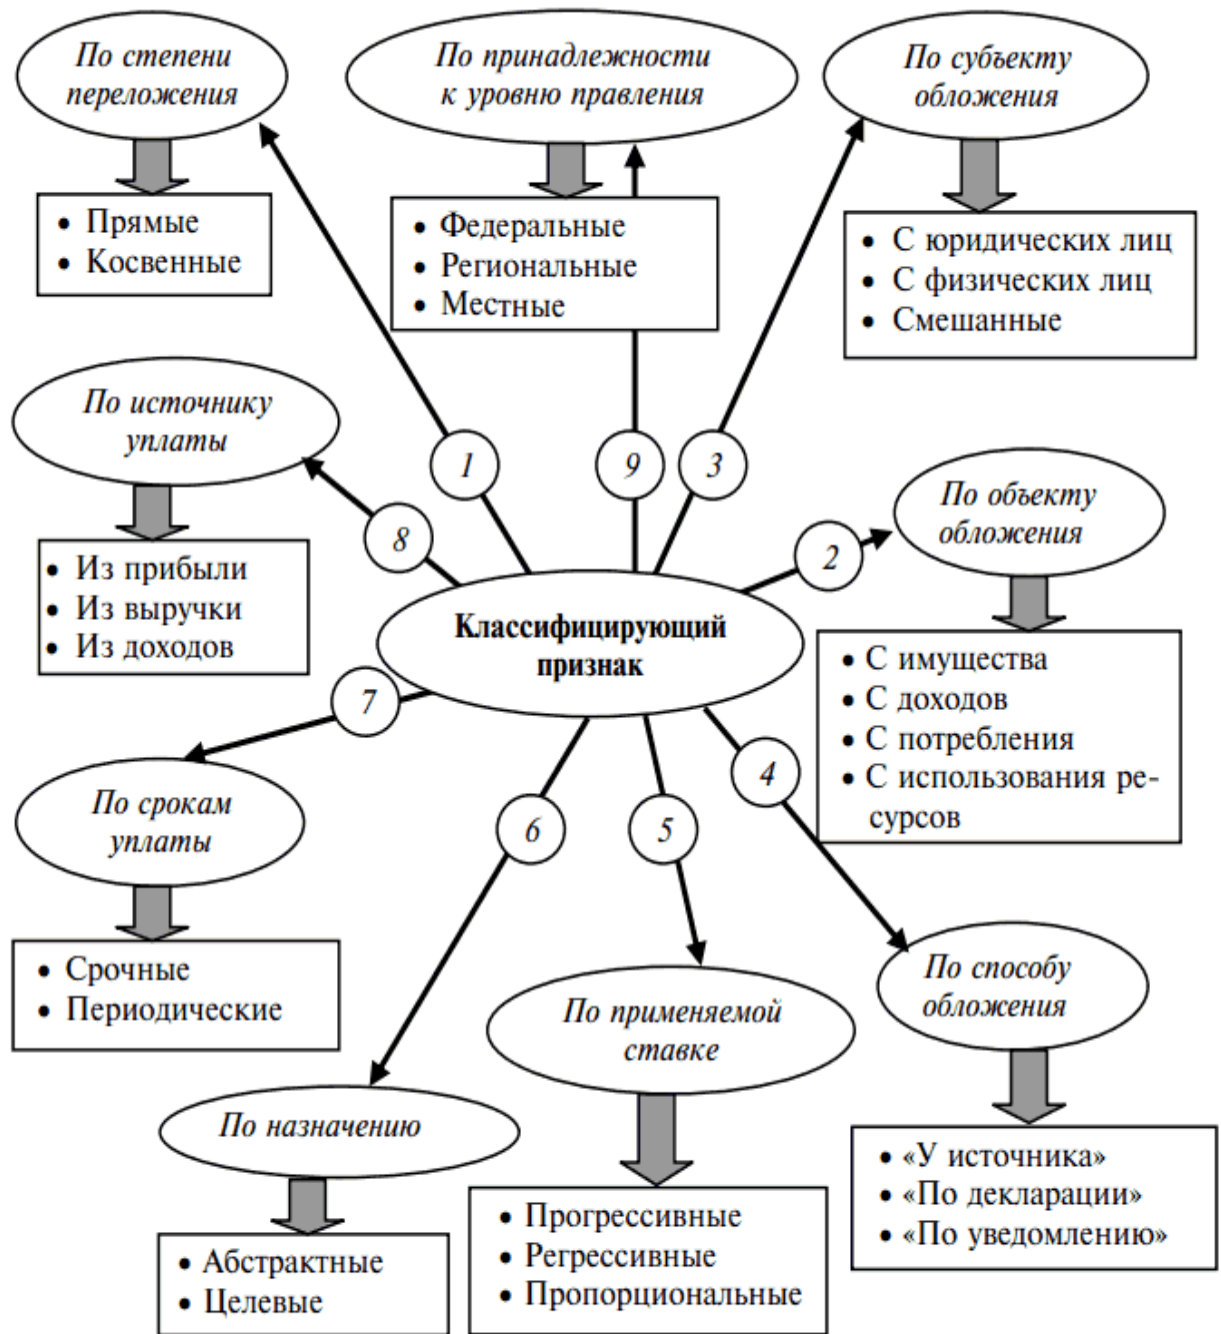 По степени
переложения
• Прямые
• Косвенные
По принадлежности
к уровню правления
• Федеральные
• Региональные
• Местные
По субъекту
обложения
• С юридических лиц
• С физических лиц
• Смешанные
По источнику
уплаты
• Из прибыли
• Из выручки
• Из доходов
1
9
3
8
2
По объекту
обложения
• С имущества
• С доходов
• С потребления
• С использования ре-
сурсов
Классифицирующий
признак
7
6
5
4
По срокам
уплаты
• Срочные
• Периодические
По назначению
• Абстрактные
• Целевые
По применяемой
ставке
• Прогрессивные
• Регрессивные
• Пропорциональные
По способу
обложения
• «У источника»
• «По декларации»
• «По уведомлению»